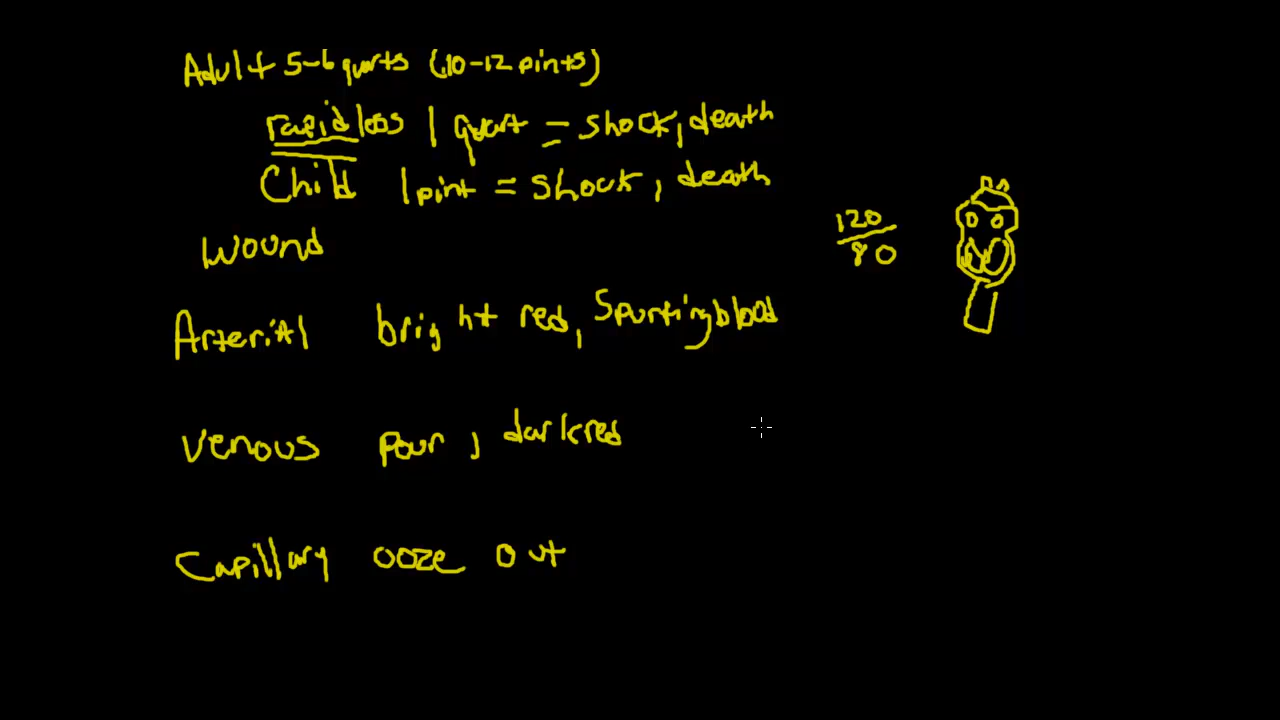 Adult 5-6 quarts (10-12 pints)
rapid loss 1 quart = shock, death
Child 1 pint = shock, death
wound
120
80
Arterial bright red, Spurting blood
Venous pour, dark red
Capillary ooze out